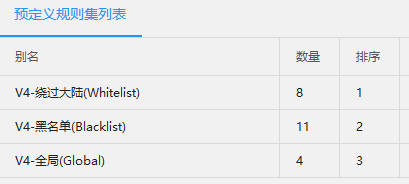 预定义规则集列表
别名 数量 排序
V4-绕过大陆(Whitelist) 8 1
V4-黑名单(Blacklist) 11 2
V4-全局(Global) 4 3